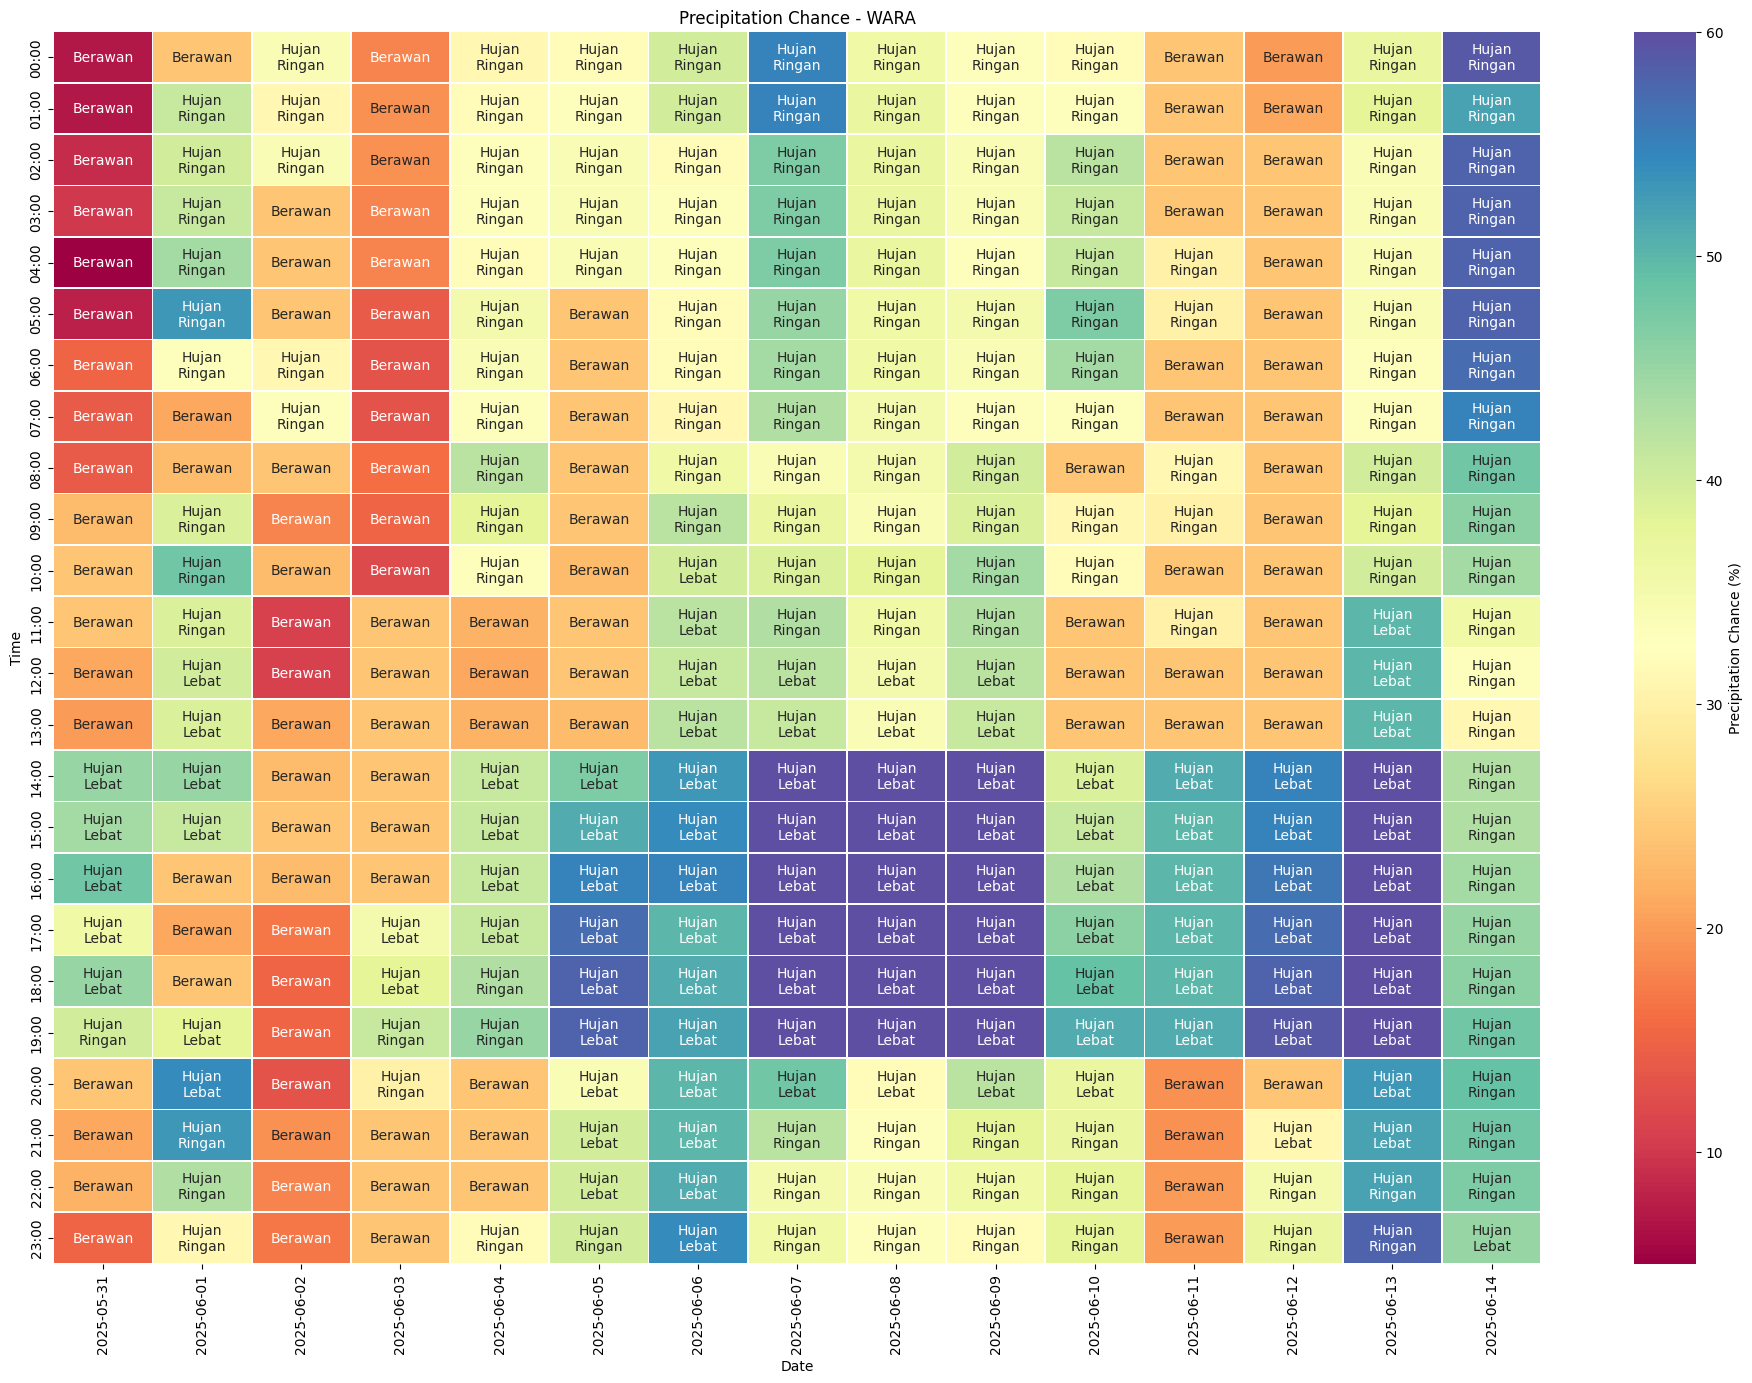 Precipitation Chance - WARA
00:00 Berawan Berawan Hujan Ringan Berawan Hujan Ringan Hujan Ringan Hujan Ringan Hujan Ringan Hujan Ringan Hujan Ringan Hujan Ringan Berawan Berawan Hujan Ringan Hujan Ringan
01:00 Berawan Hujan Ringan Hujan Ringan Berawan Hujan Ringan Hujan Ringan Hujan Ringan Hujan Ringan Hujan Ringan Hujan Ringan Hujan Ringan Berawan Berawan Hujan Ringan Hujan Ringan
02:00 Berawan Hujan Ringan Hujan Ringan Berawan Hujan Ringan Hujan Ringan Hujan Ringan Hujan Ringan Hujan Ringan Hujan Ringan Hujan Ringan Berawan Berawan Hujan Ringan Hujan Ringan
03:00 Berawan Hujan Ringan Berawan Berawan Hujan Ringan Hujan Ringan Hujan Ringan Hujan Ringan Hujan Ringan Hujan Ringan Hujan Ringan Berawan Berawan Hujan Ringan Hujan Ringan
04:00 Berawan Hujan Ringan Berawan Berawan Hujan Ringan Hujan Ringan Hujan Ringan Hujan Ringan Hujan Ringan Hujan Ringan Hujan Ringan Hujan Ringan Berawan Hujan Ringan Hujan Ringan
05:00 Berawan Hujan Ringan Berawan Berawan Hujan Ringan Berawan Hujan Ringan Hujan Ringan Hujan Ringan Hujan Ringan Hujan Ringan Hujan Ringan Berawan Hujan Ringan Hujan Ringan
06:00 Berawan Hujan Ringan Hujan Ringan Berawan Hujan Ringan Berawan Hujan Ringan Hujan Ringan Hujan Ringan Hujan Ringan Hujan Ringan Berawan Berawan Hujan Ringan Hujan Ringan
07:00 Berawan Berawan Hujan Ringan Berawan Hujan Ringan Berawan Hujan Ringan Hujan Ringan Hujan Ringan Hujan Ringan Hujan Ringan Berawan Berawan Hujan Ringan Hujan Ringan
08:00 Berawan Berawan Berawan Berawan Hujan Ringan Berawan Hujan Ringan Hujan Ringan Hujan Ringan Hujan Ringan Berawan Hujan Ringan Berawan Hujan Ringan Hujan Ringan
09:00 Berawan Hujan Ringan Berawan Berawan Hujan Ringan Berawan Hujan Ringan Hujan Ringan Hujan Ringan Hujan Ringan Hujan Ringan Hujan Ringan Berawan Hujan Ringan Hujan Ringan
10:00 Berawan Hujan Ringan Berawan Berawan Hujan Ringan Berawan Hujan Lebat Hujan Ringan Hujan Ringan Hujan Ringan Hujan Ringan Berawan Berawan Hujan Ringan Hujan Ringan
11:00 Berawan Hujan Ringan Berawan Berawan Berawan Berawan Hujan Lebat Hujan Ringan Hujan Ringan Hujan Ringan Berawan Hujan Ringan Berawan Hujan Lebat Hujan Ringan
12:00 Berawan Hujan Lebat Berawan Berawan Berawan Berawan Hujan Lebat Hujan Lebat Hujan Lebat Hujan Lebat Berawan Berawan Berawan Hujan Lebat Hujan Ringan
13:00 Berawan Hujan Lebat Berawan Berawan Berawan Berawan Hujan Lebat Hujan Lebat Hujan Lebat Hujan Lebat Berawan Berawan Berawan Hujan Lebat Hujan Ringan
14:00 Hujan Lebat Hujan Lebat Berawan Berawan Hujan Lebat Hujan Lebat Hujan Lebat Hujan Lebat Hujan Lebat Hujan Lebat Hujan Lebat Hujan Lebat Hujan Lebat Hujan Lebat Hujan Ringan
15:00 Hujan Lebat Hujan Lebat Berawan Berawan Hujan Lebat Hujan Lebat Hujan Lebat Hujan Lebat Hujan Lebat Hujan Lebat Hujan Lebat Hujan Lebat Hujan Lebat Hujan Lebat Hujan Ringan
16:00 Hujan Lebat Berawan Berawan Berawan Hujan Lebat Hujan Lebat Hujan Lebat Hujan Lebat Hujan Lebat Hujan Lebat Hujan Lebat Hujan Lebat Hujan Lebat Hujan Lebat Hujan Ringan
17:00 Hujan Lebat Berawan Berawan Hujan Lebat Hujan Lebat Hujan Lebat Hujan Lebat Hujan Lebat Hujan Lebat Hujan Lebat Hujan Lebat Hujan Lebat Hujan Lebat Hujan Lebat Hujan Ringan
18:00 Hujan Lebat Berawan Berawan Hujan Lebat Hujan Ringan Hujan Lebat Hujan Lebat Hujan Lebat Hujan Lebat Hujan Lebat Hujan Lebat Hujan Lebat Hujan Lebat Hujan Lebat Hujan Ringan
19:00 Hujan Ringan Hujan Lebat Berawan Hujan Ringan Hujan Ringan Hujan Lebat Hujan Lebat Hujan Lebat Hujan Lebat Hujan Lebat Hujan Lebat Hujan Lebat Hujan Lebat Hujan Lebat Hujan Ringan
20:00 Berawan Hujan Lebat Berawan Hujan Ringan Berawan Hujan Lebat Hujan Lebat Hujan Lebat Hujan Lebat Hujan Lebat Hujan Lebat Berawan Berawan Hujan Lebat Hujan Ringan
21:00 Berawan Hujan Ringan Berawan Berawan Berawan Hujan Lebat Hujan Lebat Hujan Ringan Hujan Ringan Hujan Ringan Hujan Ringan Berawan Hujan Lebat Hujan Lebat Hujan Ringan
22:00 Berawan Hujan Ringan Berawan Berawan Berawan Hujan Lebat Hujan Lebat Hujan Ringan Hujan Ringan Hujan Ringan Hujan Ringan Berawan Hujan Ringan Hujan Ringan Hujan Ringan
23:00 Berawan Hujan Ringan Berawan Berawan Hujan Ringan Hujan Ringan Hujan Lebat Hujan Ringan Hujan Ringan Hujan Ringan Hujan Ringan Berawan Hujan Ringan Hujan Ringan Hujan Lebat
Time
2025-05-31 2025-06-01 2025-06-02 2025-06-03 2025-06-04 2025-06-05 2025-06-06 2025-06-07 2025-06-08 2025-06-09 2025-06-10 2025-06-11 2025-06-12 2025-06-13 2025-06-14
Date
60
50
40
30
20
10
Precipitation Chance (%)